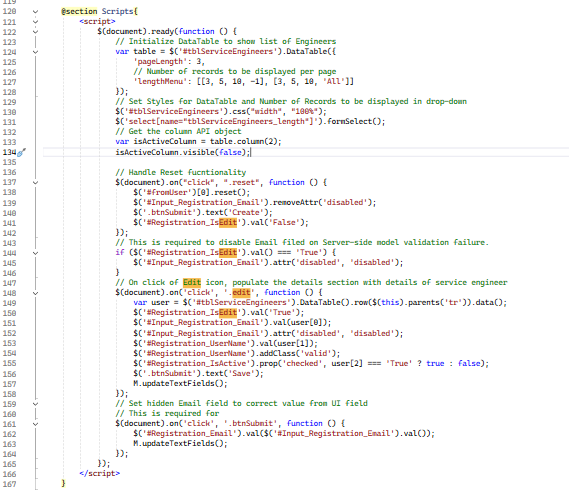 119
120 @section Scripts{
121 <script>
122 $(document).ready(function () {
123 // Initialize DataTable to show list of Engineers
124 var table = $('#tblServiceEngineers').DataTable({
125 'pageLength': 3,
126 // Number of records to be displayed per page
127 'lengthMenu': [[3, 5, 10, -1], [3, 5, 10, 'All']]
128 });
129 // Set Styles for DataTable and Number of Records to be displayed in drop-down
130 $('#tblServiceEngineers').css("width", "100%");
131 $('select[name="tblServiceEngineers_length"]').formSelect();
132 // Get the column API object
133 var isActiveColumn = table.column(2);
134 isActiveColumn.visible(false);
135
136 // Handle Reset fucntionality
137 $(document).on("click", ".reset", function () {
138 $('#fromUser')[0].reset();
139 $('#Input_Registration_Email').removeAttr('disabled');
140 $('.btnSubmit').text('Create');
141 $('#Registration_IsEdit').val('False');
142 });
143 // This is required to disable Email filed on Server-side model validation failure.
144 if ($('#Registration_IsEdit').val() === 'True') {
145 $('#Input_Registration_Email').attr('disabled', 'disabled');
146 }
147 // On click of Edit icon, populate the details section with details of service engineer
148 $(document).on('click', '.edit', function () {
149 var user = $('#tblServiceEngineers').DataTable().row($(this).parents('tr')).data();
150 $('#Registration_IsEdit').val('True');
151 $('#Input_Registration_Email').val(user[0]);
152 $('#Input_Registration_Email').attr('disabled', 'disabled');
153 $('#Registration_UserName').val(user[1]);
154 $('#Registration_UserName').addClass('valid');
155 $('#Registration_IsActive').prop('checked', user[2] === 'True' ? true : false);
156 $('.btnSubmit').text('Save');
157 M.updateTextFields();
158 });
159 // Set hidden Email field to correct value from UI field
160 // This is required for
161 $(document).on('click', '.btnSubmit', function () {
162 $('#Registration_Email').val($('#Input_Registration_Email').val());
163 M.updateTextFields();
164 });
165 });
166 </script>
167 }